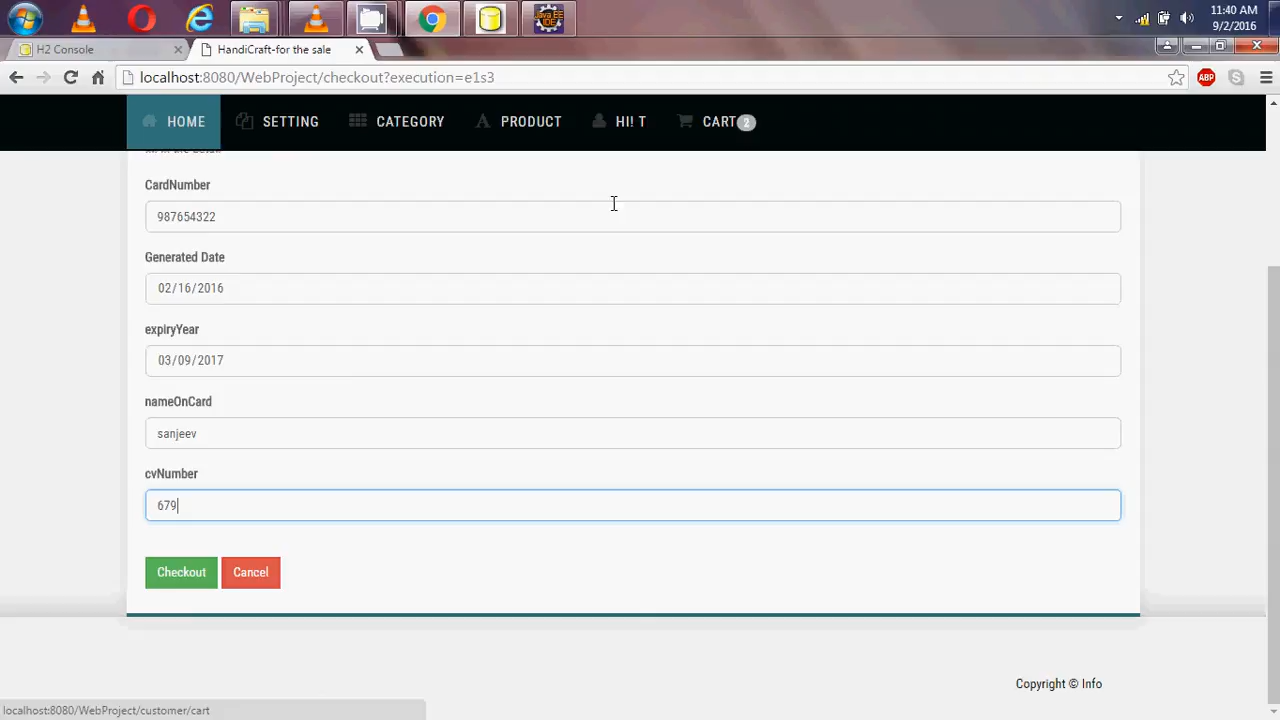 11:40 AM
9/2/2016
H2 Console
HandiCraft-for the sale
localhost:8080/WebProject/checkout?execution=e1s3
ABP
HOME
SETTING
CATEGORY
PRODUCT
HI! T
CART 2
CardNumber
987654322
Generated Date
02/16/2016
expiryYear
03/09/2017
nameOnCard
sanjeev
cvNumber
679
Checkout
Cancel
Copyright © Info
localhost:8080/WebProject/customer/cart